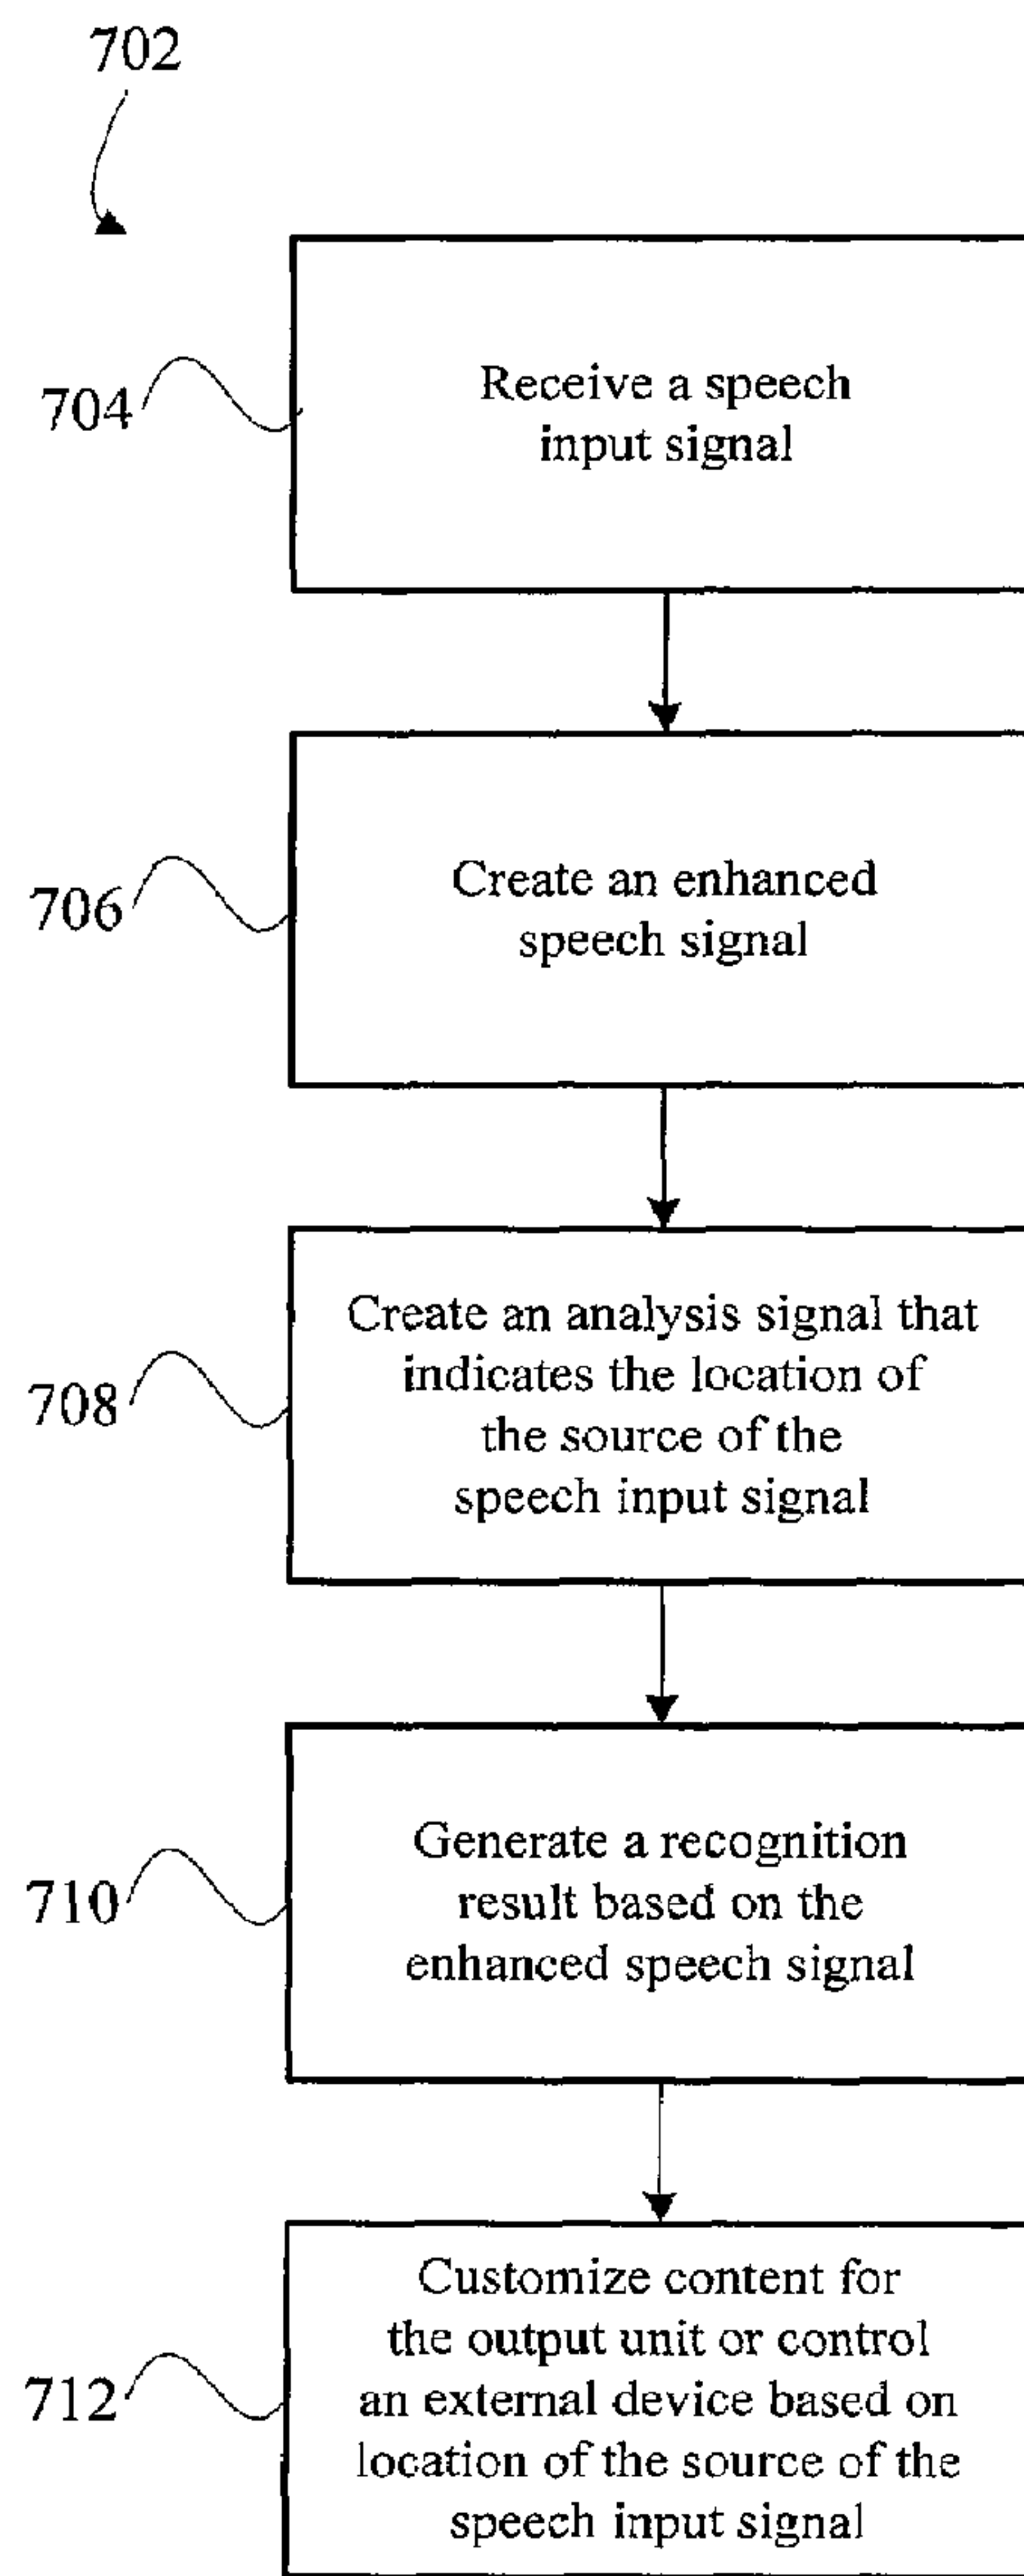 702
704
Receive a speech
input signal
706
Create an enhanced
speech signal
708
Create an analysis signal that
indicates the location of
the source of the
speech input signal
710
Generate a recognition
result based on the
enhanced speech signal
712
Customize content for
the output unit or control
an external device based on
location of the source of the
speech input signal